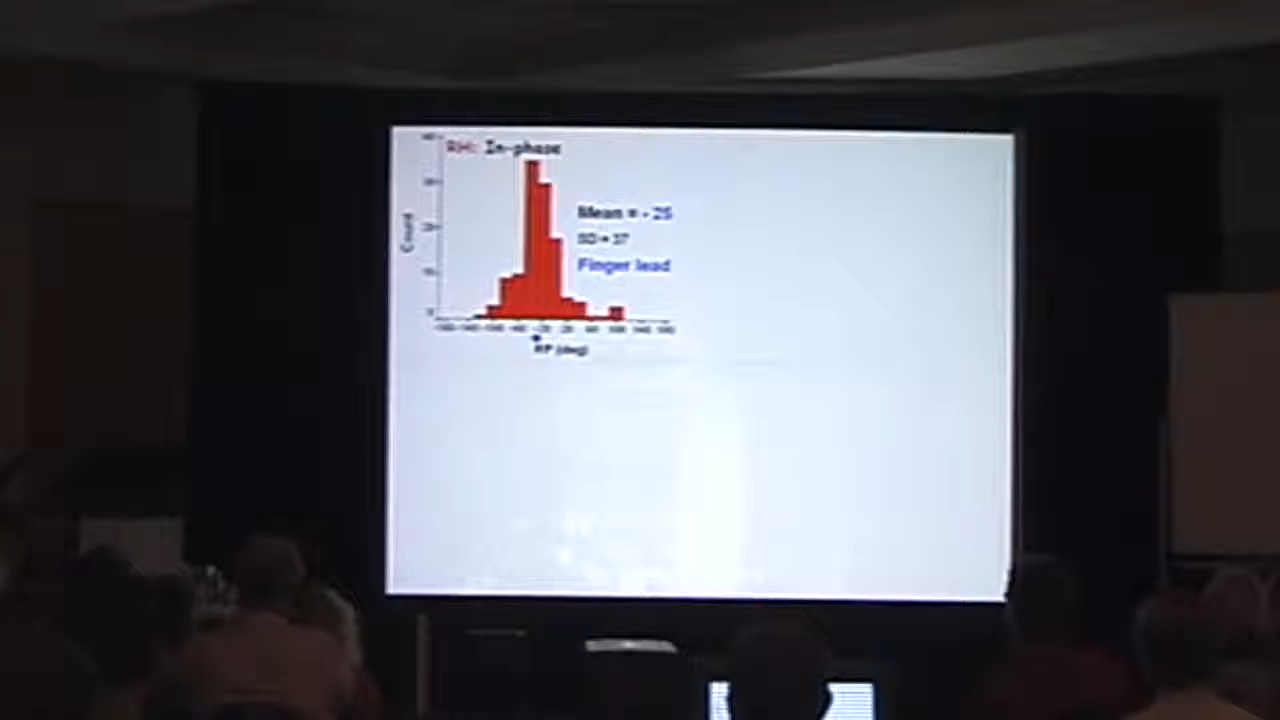 RH: In-phase
Mean = - 25
SD = 37
Finger lead
Count
RP (deg)